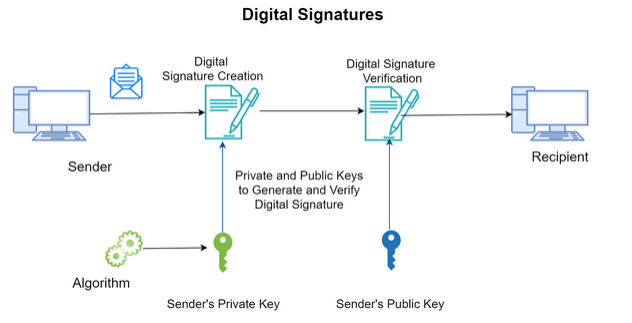 Digital Signatures
Digital
Signature Creation
Digital Signature
Verification
Sender
Recipient
Private and Public Keys
to Generate and Verify
Digital Signature
Algorithm
Sender's Private Key
Sender's Public Key